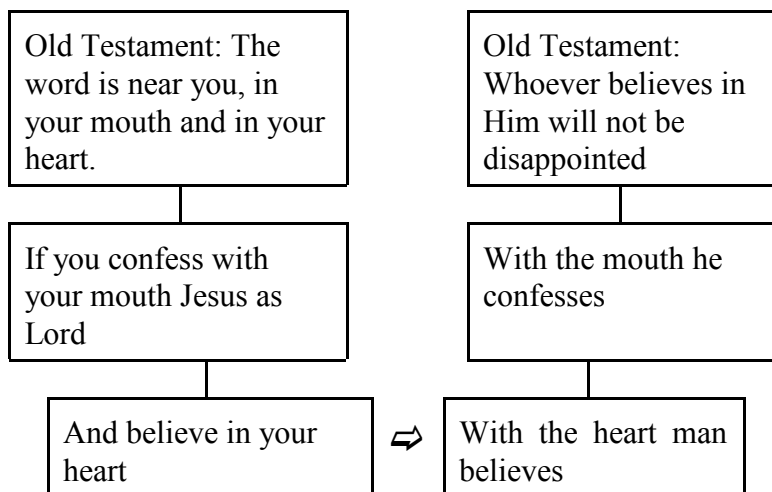 Old Testament: The
word is near you, in
your mouth and in your
heart.
If you confess with
your mouth Jesus as
Lord
And believe in your
heart
⇨
With the heart man
believes
With the mouth he
confesses
Old Testament:
Whoever believes in
Him will not be
disappointed